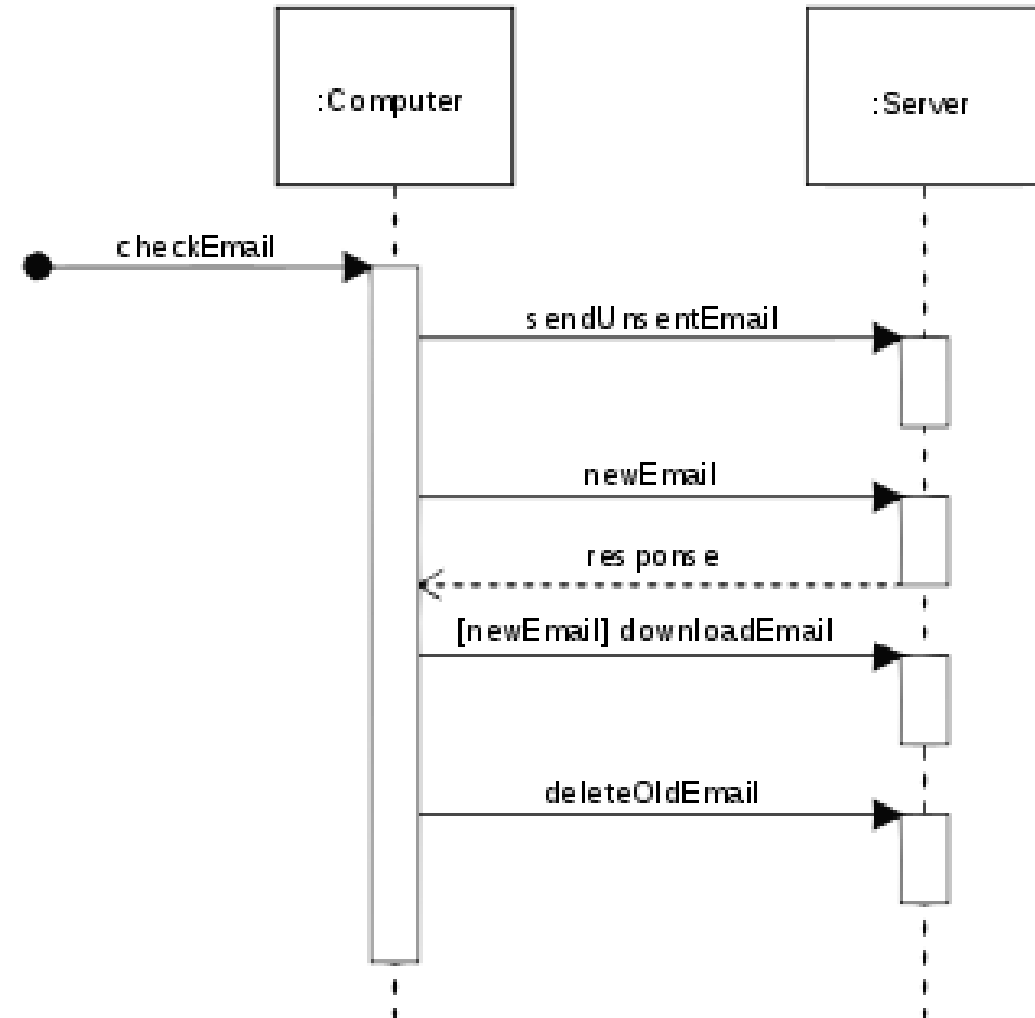 :Computer
:Server
checkEmail
sendUnsentEmail
newEmail
response
[newEmail] downloadEmail
deleteOldEmail